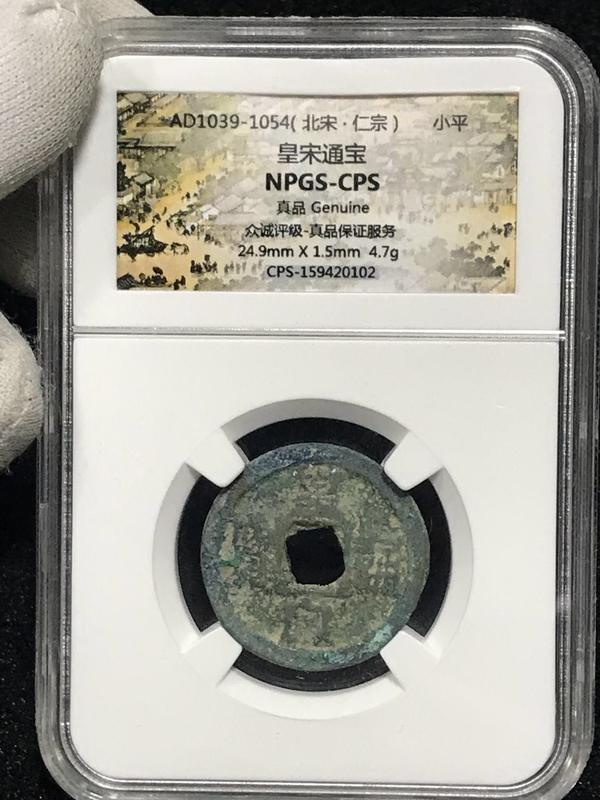 AD1039-1054( 北宋·仁宗 ) 小平
皇宋通宝
NPGS-CPS
真品 Genuine
众诚评级-真品保证服务
24.9mm X 1.5mm 4.7g
CPS-159420102